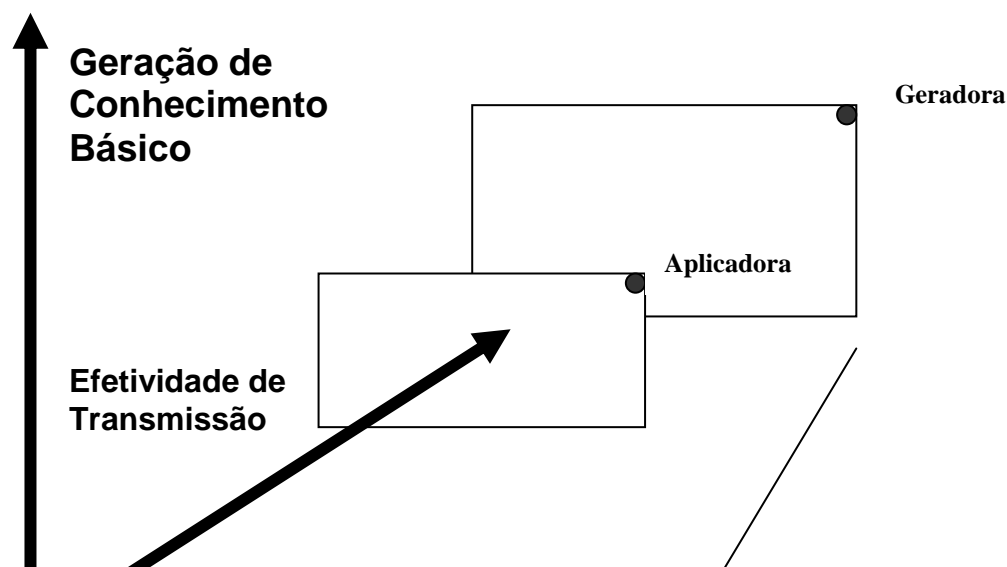 Geração de
Conhecimento
Básico
Geradora
Aplicadora
Efetividade de
Transmissão